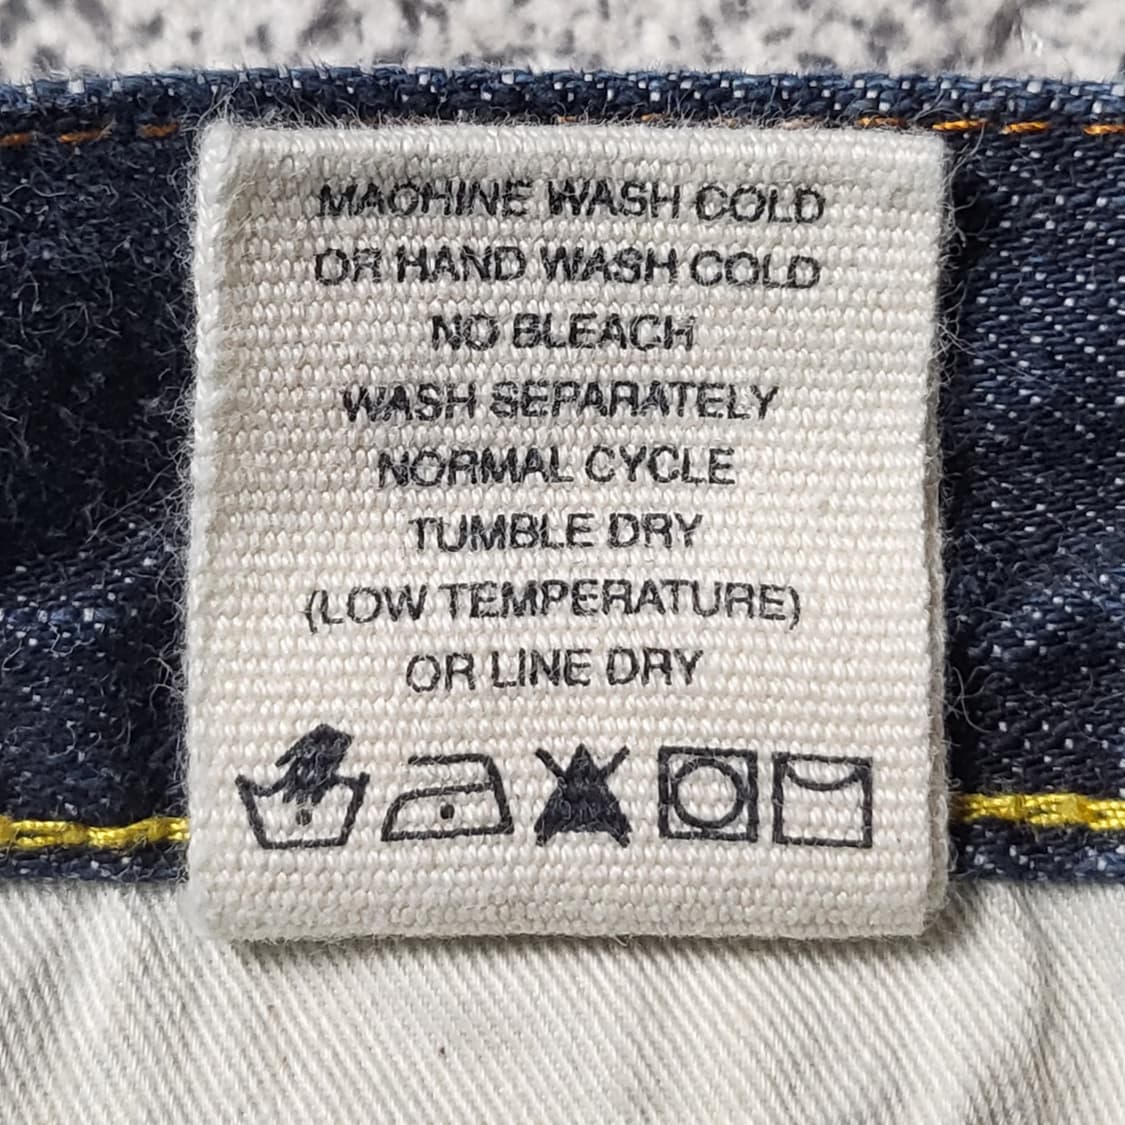 MACHINE WASH COLD
OR HAND WASH COLD
NO BLEACH
WASH SEPARATELY
NORMAL CYCLE
TUMBLE DRY
(LOW TEMPERATURE)
OR LINE DRY